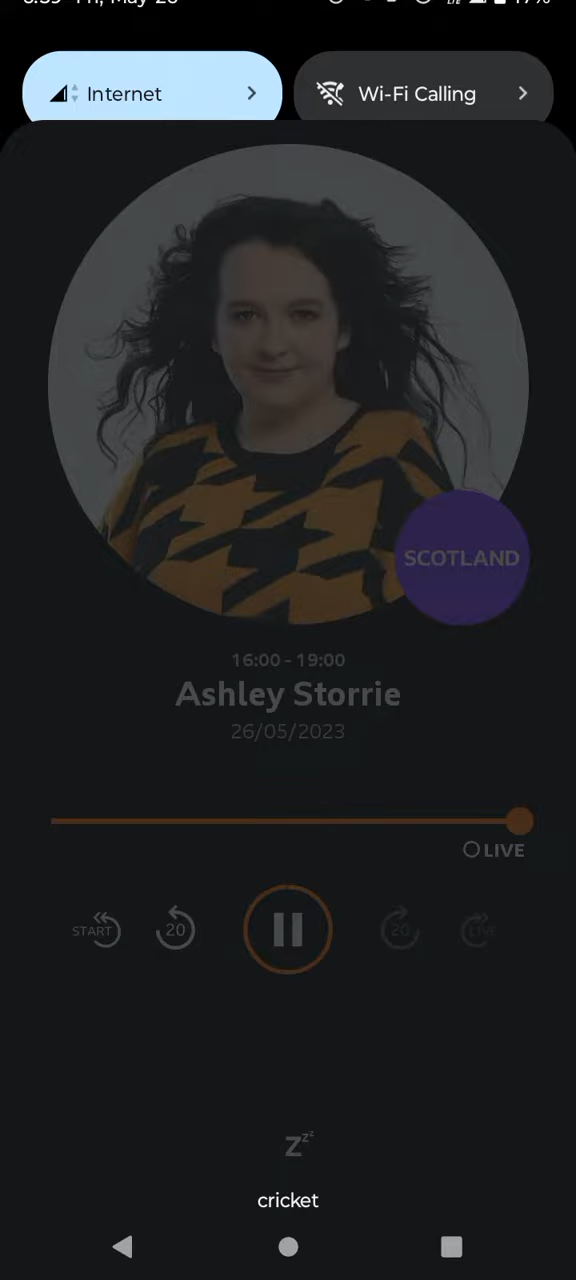 Internet
Wi-Fi Calling
SCOTLAND
16:00 - 19:00
Ashley Storrie
26/05/2023
LIVE
START
20
20
LIVE
Zzz
cricket